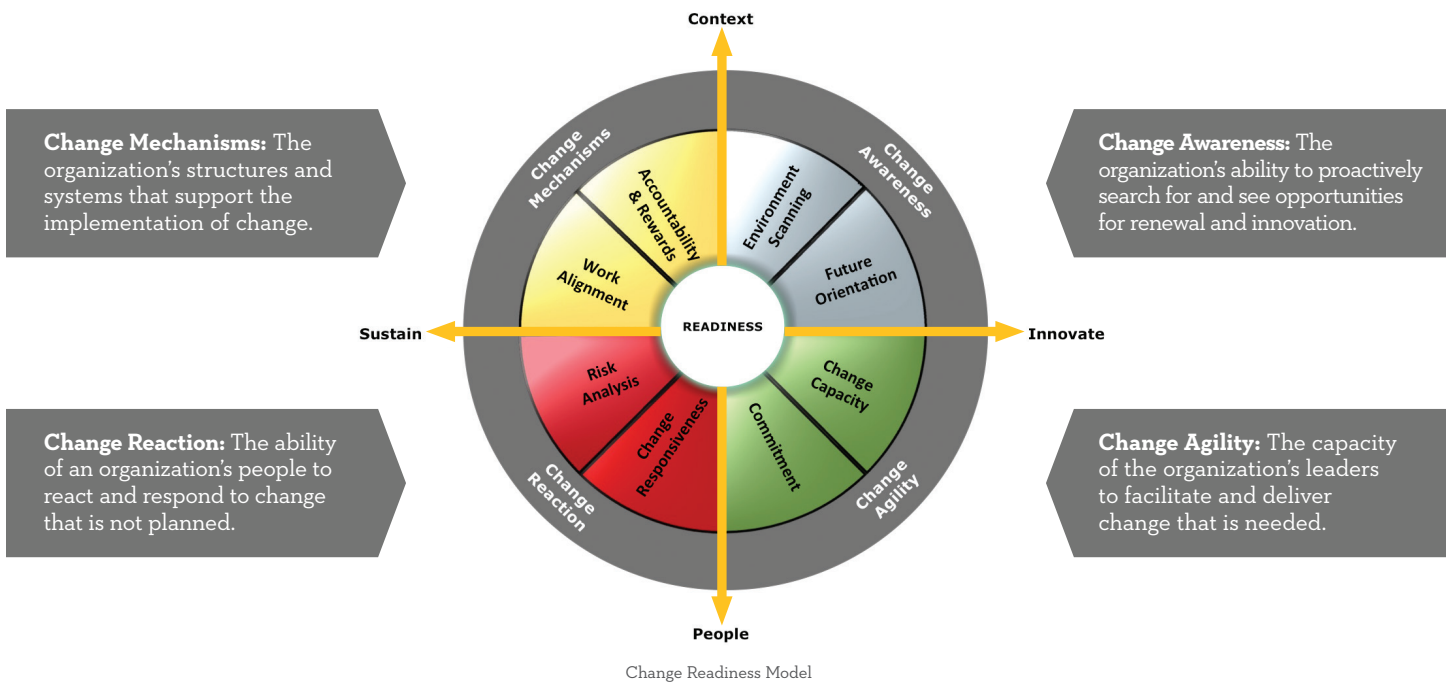 Context
Change Mechanisms: The
organization’s structures and
systems that support the
implementation of change.
Change Awareness: The
organization’s ability to proactively
search for and see opportunities
for renewal and innovation.
Change
Mechanisms
Change
Awareness
Accountability
& Rewards
Environment
Scanning
Work
Alignment
Future
Orientation
Sustain
READINESS
Innovate
Risk
Analysis
Change
Capacity
Change
Responsiveness
Commitment
Change
Reaction
Change
Agility
Change Reaction: The ability
of an organization’s people to
react and respond to change
that is not planned.
Change Agility: The capacity
of the organization’s leaders
to facilitate and deliver
change that is needed.
People
Change Readiness Model